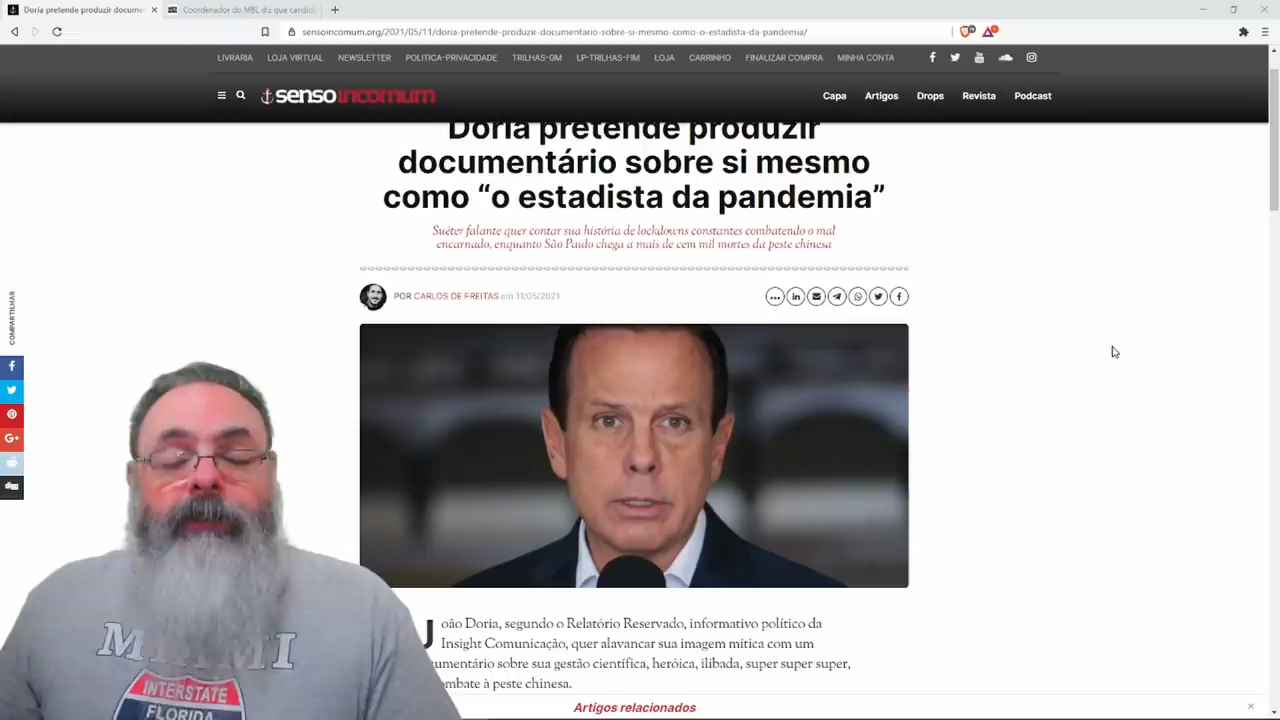 Doria pretende produzir documen
Coordenador do MBL diz que candid
sensoincomum.org/2021/05/11/doria-pretende-produzir-documentario-sobre-si-mesmo-como-o-estadista-da-pandemia/
LIVRARIA LOJA VIRTUAL NEWSLETTER POLITICA-PRIVACIDADE TRILHAS-GM LP-TRILHAS-FIM LOJA CARRINHO FINALIZAR COMPRA MINHA CONTA
sensoincomum
Capa Artigos Drops Revista Podcast
Doria pretende produzir
documentário sobre si mesmo
como “o estadista da pandemia”
Suéter falante quer contar sua história de lockdowns constantes combatendo o mal
encarnado, enquanto São Paulo chega a mais de cem mil mortes da peste chinesa
COMPARTILHAR
POR CARLOS DE FREITAS em 11/05/2021
João Doria, segundo o Relatório Reservado, informativo político da
Insight Comunicação, quer alavancar sua imagem mítica com um
umentário sobre sua gestão científica, heróica, ilibada, super super super,
ombate à peste chinesa.
Artigos relacionados
MIAMI
INTERSTATE
FLORIDA